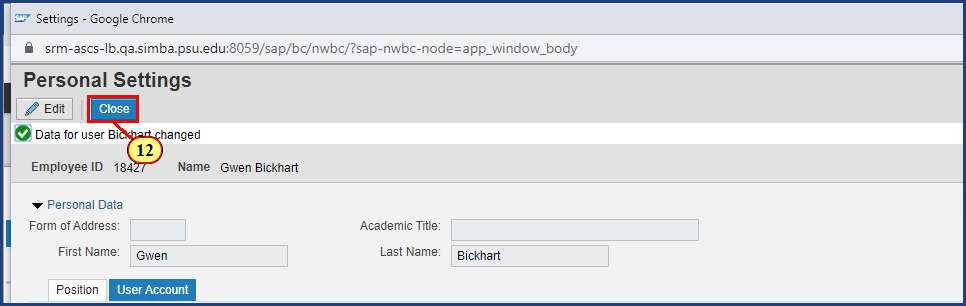 SAP Settings - Google Chrome
srm-ascs-lb.qa.simba.psu.edu:8059/sap/bc/nwbc/?sap-nwbc-node=app_window_body
Personal Settings
Edit Close
Data for user Bickhart changed
12
Employee ID 18427 Name Gwen Bickhart
Personal Data
Form of Address: Academic Title:
First Name: Gwen Last Name: Bickhart
Position User Account